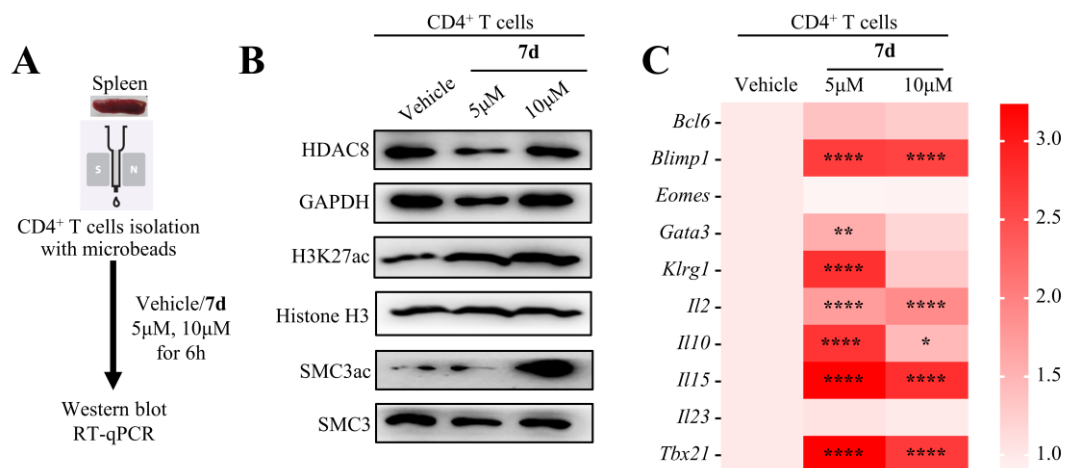 A
Spleen
S
N
CD4⁺ T cells isolation
with microbeads
Vehicle/7d
5μM, 10μM
for 6h
Western blot
RT-qPCR
B
CD4⁺ T cells
7d
Vehicle
5μM
10μM
HDAC8
GAPDH
H3K27ac
Histone H3
SMC3ac
SMC3
C
CD4⁺ T cells
7d
Vehicle
5μM
10μM
Bcl6
Blimp1 **** ****
Eomes
Gata3 **
Klrg1 ****
Il2 **** ****
Il10 **** *
Il15 **** ****
Il23
Tbx21 **** ****
3.0
2.5
2.0
1.5
1.0